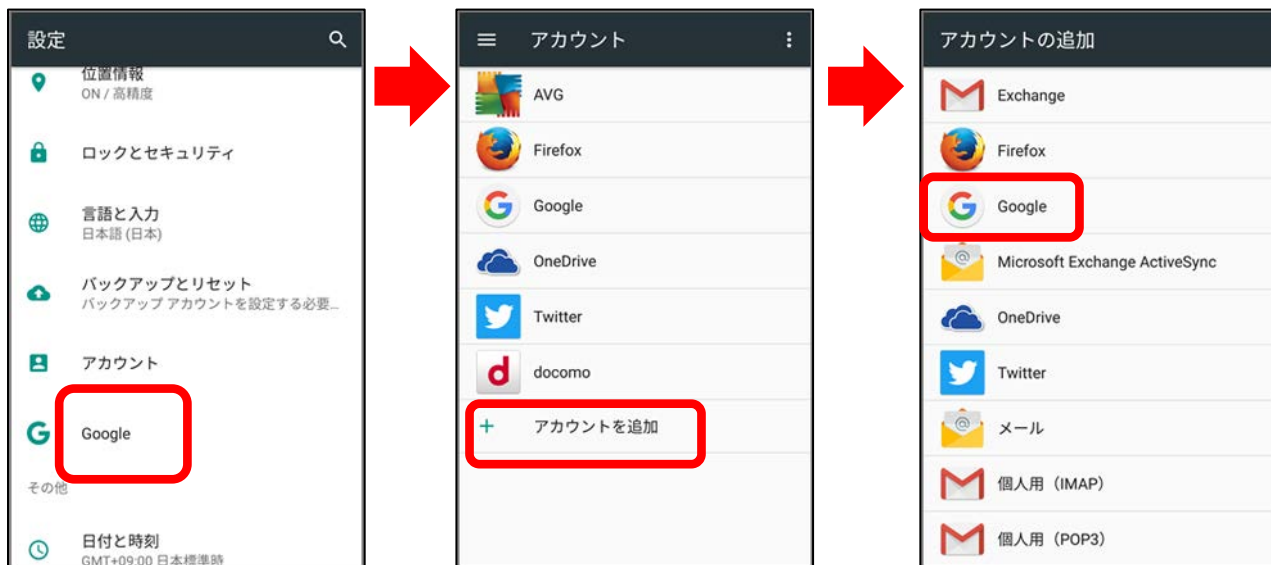 設定
位置情報
ON / 高精度
ロックとセキュリティ
言語と入力
日本語 (日本)
バックアップとリセット
バックアップ アカウントを設定する必要...
アカウント
Google
その他
日付と時刻
GMT+09:00 日本標準時
アカウント
AVG
Firefox
Google
OneDrive
Twitter
docomo
アカウントを追加
アカウントの追加
Exchange
Firefox
Google
Microsoft Exchange ActiveSync
OneDrive
Twitter
メール
個人用（IMAP）
個人用（POP3）